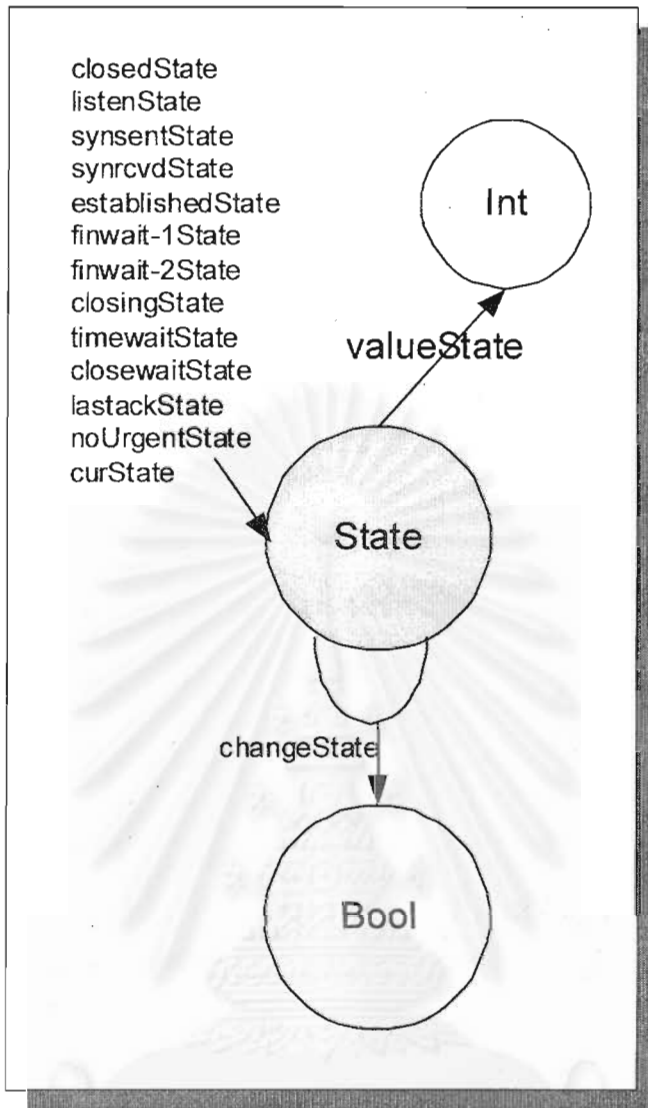 closedState
listenState
synsentState
synrcvdState
establishedState
finwait-1State
finwait-2State
closingState
timewaitState
closewaitState
lastackState
noUrgentState
curState
Int
valueState
State
changeState
Bool